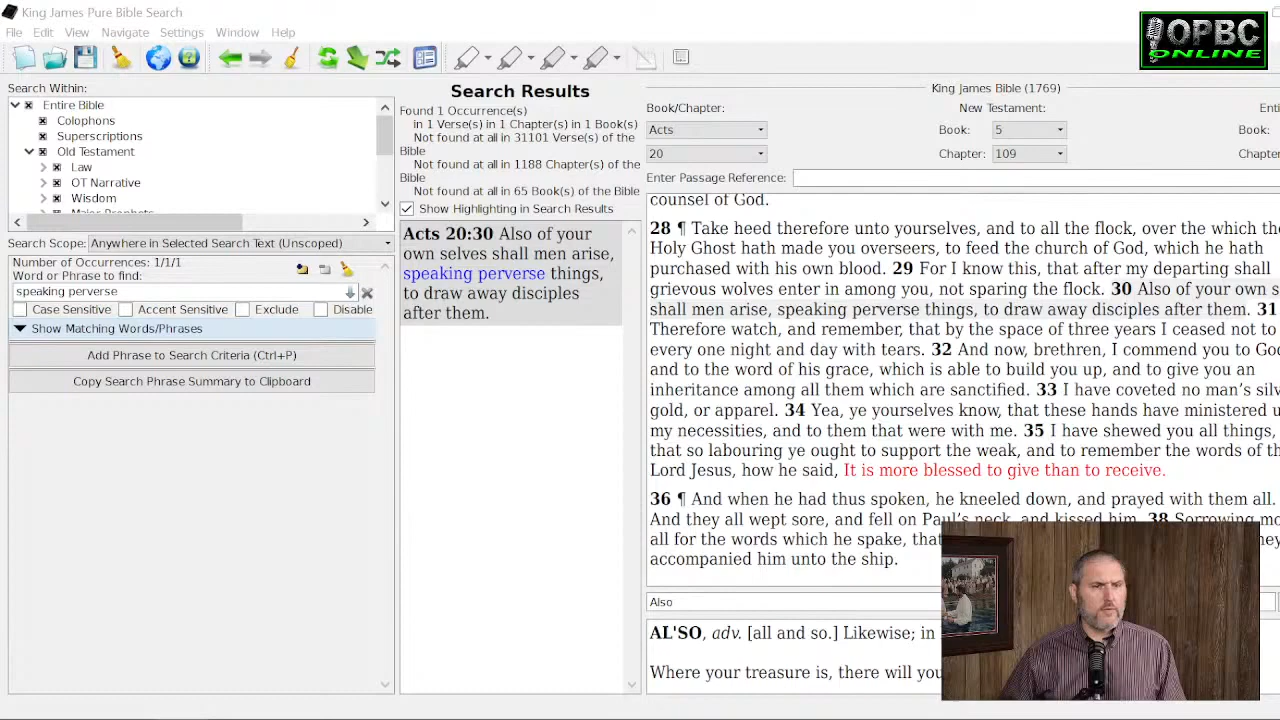 King James Pure Bible Search
File Edit View Navigate Settings Window Help
OPBC
ONLINE
Search Within:
Entire Bible
Colophons
Superscriptions
Old Testament
Law
OT Narrative
Wisdom
Major Prophets
Search Scope: Anywhere in Selected Search Text (Unscoped)
Number of Occurrences: 1/1/1
Word or Phrase to find:
speaking perverse
Case Sensitive Accent Sensitive Exclude Disable
Show Matching Words/Phrases
Add Phrase to Search Criteria (Ctrl+P)
Copy Search Phrase Summary to Clipboard
Search Results
Found 1 Occurrence(s)
in 1 Verse(s) in 1 Chapter(s) in 1 Book(s)
Not found at all in 31101 Verse(s) of the
Bible
Not found at all in 1188 Chapter(s) of the
Bible
Not found at all in 65 Book(s) of the Bible
Show Highlighting in Search Results
Acts 20:30 Also of your
own selves shall men arise,
speaking perverse things,
to draw away disciples
after them.
King James Bible (1769)
Book/Chapter: New Testament: Enti
Acts Book: 5 Book:
20 Chapter: 109 Chapte
Enter Passage Reference:
counsel of God.
28 ¶ Take heed therefore unto yourselves, and to all the flock, over the which the
Holy Ghost hath made you overseers, to feed the church of God, which he hath
purchased with his own blood. 29 For I know this, that after my departing shall
grievous wolves enter in among you, not sparing the flock. 30 Also of your own s
shall men arise, speaking perverse things, to draw away disciples after them. 31
Therefore watch, and remember, that by the space of three years I ceased not to
every one night and day with tears. 32 And now, brethren, I commend you to God
and to the word of his grace, which is able to build you up, and to give you an
inheritance among all them which are sanctified. 33 I have coveted no man's silv
gold, or apparel. 34 Yea, ye yourselves know, that these hands have ministered u
my necessities, and to them that were with me. 35 I have shewed you all things,
that so labouring ye ought to support the weak, and to remember the words of th
Lord Jesus, how he said, It is more blessed to give than to receive.
36 ¶ And when he had thus spoken, he kneeled down, and prayed with them all.
And they all wept sore, and fell on Paul's neck, and kissed him, 38 Sorrowing mo
all for the words which he spake, that they
accompanied him unto the ship.
Also
AL'SO, adv. [all and so.] Likewise; in
Where your treasure is, there will you